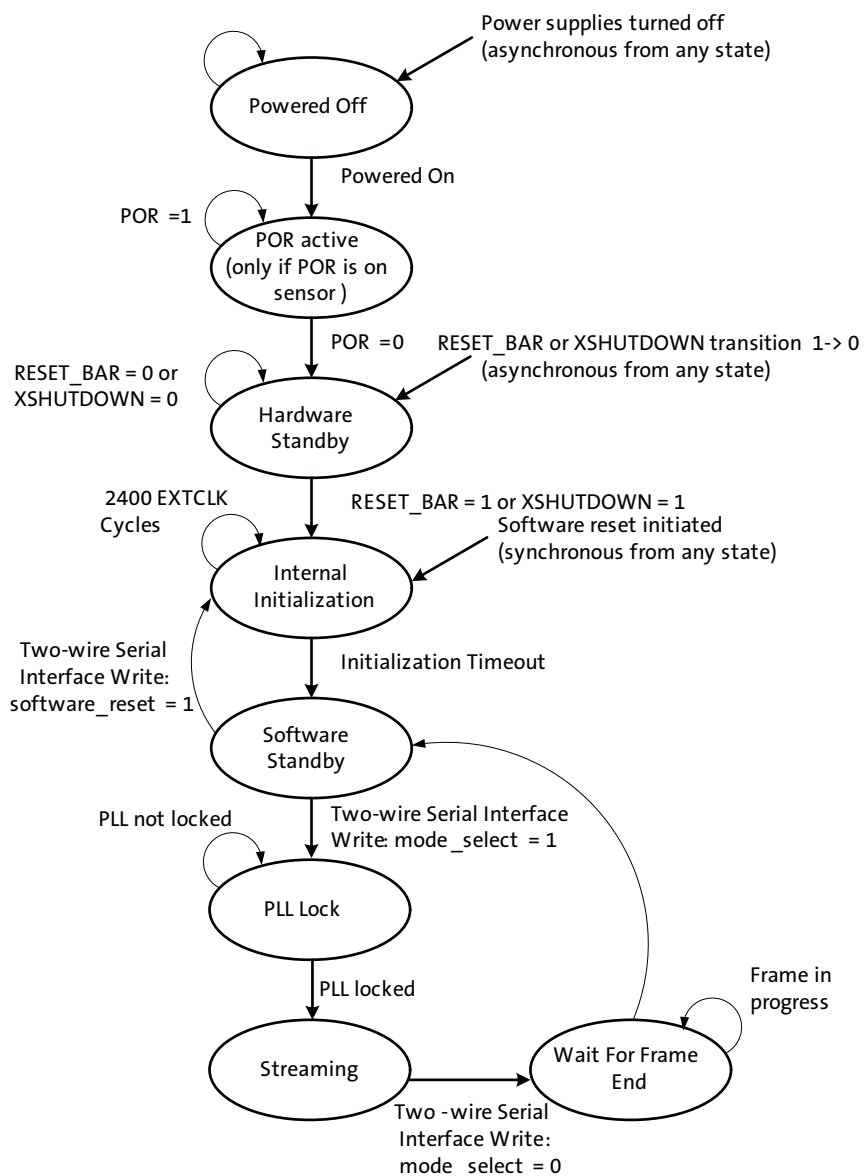 Power supplies turned off
(asynchronous from any state)
Powered Off
Powered On
POR =1
POR active
(only if POR is on
sensor )
POR =0
RESET_BAR or XSHUTDOWN transition 1-> 0
(asynchronous from any state)
RESET_BAR = 0 or
XSHUTDOWN = 0
Hardware
Standby
2400 EXTCLK
Cycles
RESET_BAR = 1 or XSHUTDOWN = 1
Software reset initiated
(synchronous from any state)
Internal
Initialization
Two-wire Serial
Interface Write:
software_reset = 1
Initialization Timeout
Software
Standby
PLL not locked
Two-wire Serial Interface
Write: mode_select = 1
PLL Lock
PLL locked
Frame in
progress
Streaming
Wait For Frame
End
Two -wire Serial
Interface Write:
mode_select = 0